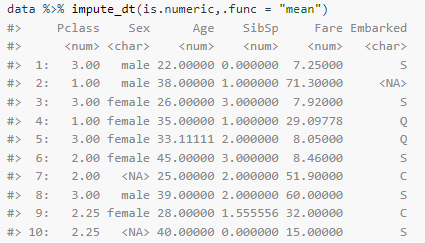 data %>% impute_dt(is.numeric,.func = "mean")
#>     Pclass    Sex      Age    SibSp     Fare Embarked
#>      <num> <char>    <num>    <num>    <num>   <char>
#>  1:   3.00   male 22.00000 0.000000  7.25000        S
#>  2:   1.00   male 38.00000 1.000000 71.30000     <NA>
#>  3:   3.00 female 26.00000 3.000000  7.92000        S
#>  4:   1.00 female 35.00000 1.000000 29.09778        Q
#>  5:   3.00 female 33.11111 2.000000  8.05000        Q
#>  6:   2.00 female 45.00000 3.000000  8.46000        S
#>  7:   2.00   <NA> 25.00000 2.000000 51.90000        C
#>  8:   3.00   male 39.00000 2.000000 60.00000        S
#>  9:   2.25 female 28.00000 1.555556 32.00000        C
#> 10:   2.25   <NA> 40.00000 0.000000 15.00000        S